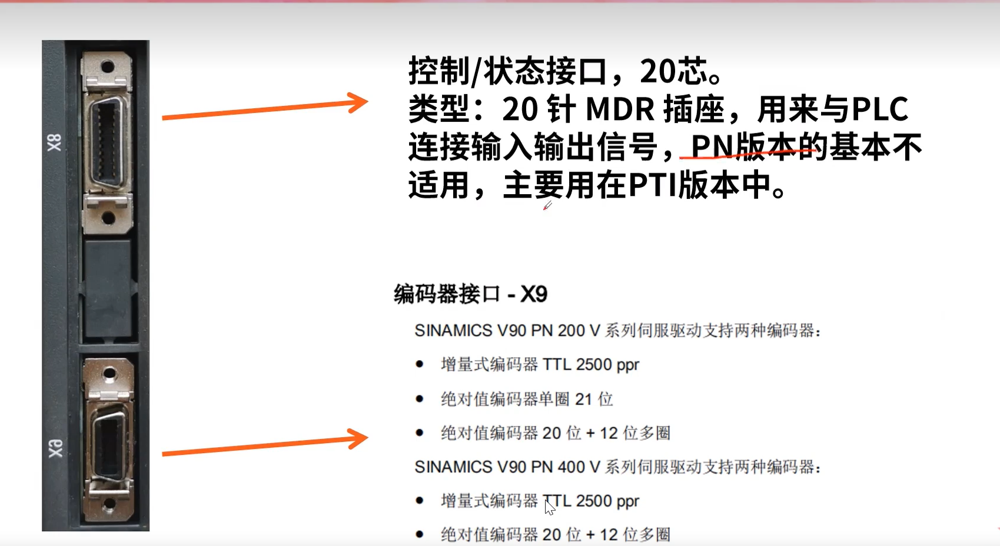 控制/状态接口，20芯。
类型：20 针 MDR 插座，用来与PLC
连接输入输出信号，PN版本的基本不
适用，主要用在PTI版本中。
X8
编码器接口 - X9
SINAMICS V90 PN 200 V 系列伺服驱动支持两种编码器：
● 增量式编码器 TTL 2500 ppr
● 绝对值编码器单圈 21 位
● 绝对值编码器 20 位 + 12 位多圈
X9
SINAMICS V90 PN 400 V 系列伺服驱动支持两种编码器：
● 增量式编码器 TTL 2500 ppr
● 绝对值编码器 20 位 + 12 位多圈